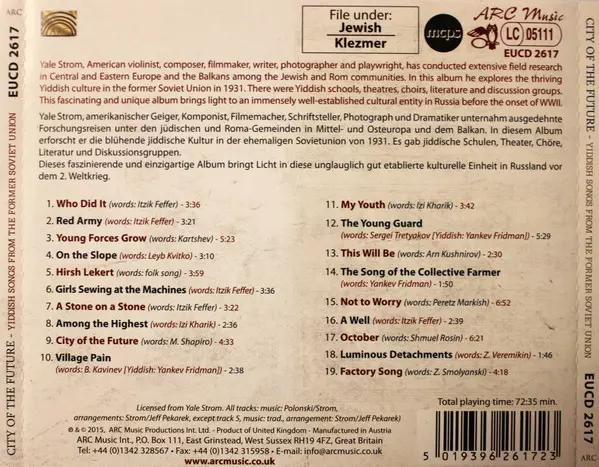 ARC
EUCD 2617
CITY OF THE FUTURE - YIDDISH SONGS FROM THE FORMER SOVIET UNION
File under:
Jewish
Klezmer
mcps
ARC Music
LC 05111
EUCD 2617
Yale Strom, American violinist, composer, filmmaker, writer, photographer and playwright, has conducted extensive field research
in Central and Eastern Europe and the Balkans among the Jewish and Rom communities. In this album he explores the thriving
Yiddish culture in the former Soviet Union in 1931. There were Yiddish schools, theatres, choirs, literature and discussion groups.
This fascinating and unique album brings light to an immensely well-established cultural entity in Russia before the onset of WWII.
Yale Strom, amerikanischer Geiger, Komponist, Filmemacher, Schriftsteller, Photograph und Dramatiker unternahm ausgedehnte
Forschungsreisen unter den jüdischen und Roma-Gemeinden in Mittel- und Osteuropa und dem Balkan. In diesem Album
erforscht er die blühende jiddische Kultur in der ehemaligen Sovietunion von 1931. Es gab jiddische Schulen, Theater, Chöre,
Literatur und Diskussionsgruppen.
Dieses faszinierende und einzigartige Album bringt Licht in diese unglaublich gut etablierte kulturelle Einheit in Russland vor
dem 2. Weltkrieg.
1. Who Did It (words: Itzik Feffer) - 3:36
2. Red Army (words: Itzik Feffer) - 3:21
3. Young Forces Grow (words: Kartshev) - 5:23
4. On the Slope (words: Leyb Kvitko) - 3:10
5. Hirsh Lekert (words: folk song) - 3:59
6. Girls Sewing at the Machines (words: Itzik Feffer) - 3:36
7. A Stone on a Stone (words: Itzik Feffer) - 3:22
8. Among the Highest (words: Izi Kharik) - 2:36
9. City of the Future (words: M. Shapiro) - 4:33
10. Village Pain
(words: B. Kavinev [Yiddish: Yankev Fridman]) - 2:38
11. My Youth (words: Izi Kharik) - 3:42
12. The Young Guard
(words: Sergei Tretyakov [Yiddish: Yankev Fridman]) - 5:29
13. This Will Be (words: Arn Kushnirov) - 2:30
14. The Song of the Collective Farmer
(words: Yankev Fridman) - 1:50
15. Not to Worry (words: Peretz Markish) - 6:52
16. A Well (words: Itzik Feffer) - 2:39
17. October (words: Shmuel Rosin) - 6:21
18. Luminous Detachments (words: Z. Veremikin) - 1:46
19. Factory Song (words: Z. Smolyanski) - 4:18
Licensed from Yale Strom. All tracks: music: Polonski/Strom,
arrangements: Strom/Jeff Pekarek, except track 5, music: trad., arrangement: Strom/Jeff Pekarek)
℗ & © 2015, ARC Music Productions Int. Ltd. - Product of United Kingdom - Manufactured in Austria
ARC Music Int., P.O. Box 111, East Grinstead, West Sussex RH19 4FZ, Great Britain
Tel: +44 (0)1342 328567 • Fax: +44 (0)1342 315958 • E-mail: info@arcmusic.co.uk
www.arcmusic.co.uk
Total playing time: 72:35 min.
5 019396 261723
CITY OF THE FUTURE - YIDDISH SONGS FROM THE FORMER SOVIET UNION
EUCD 2617
ARC